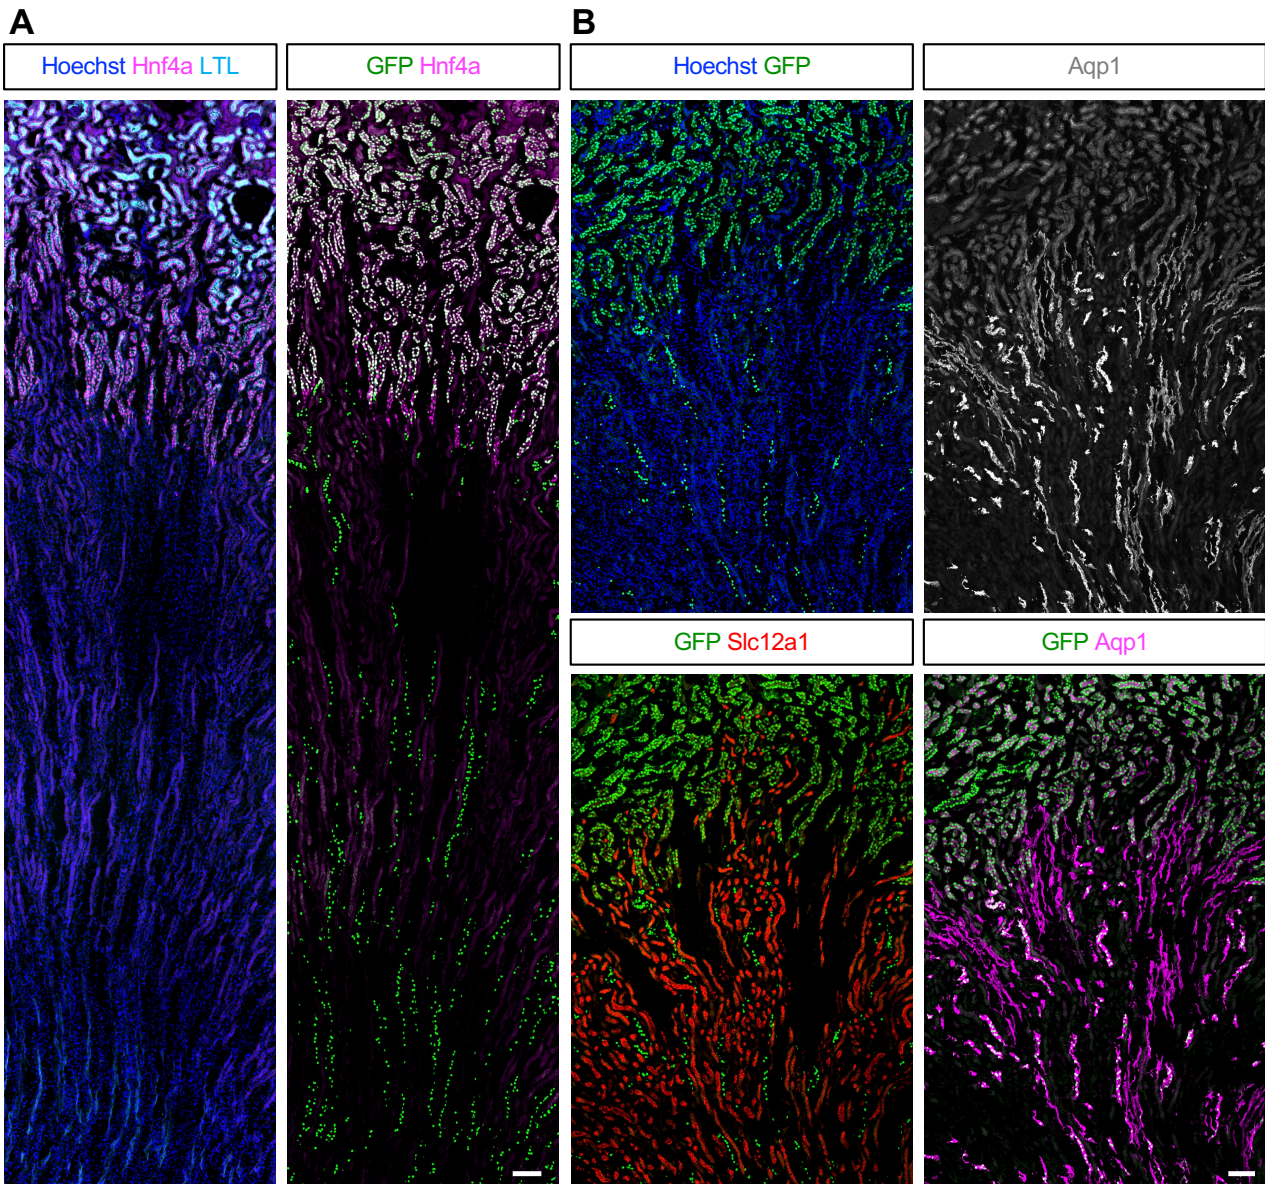 A
B
Hoechst Hnf4a LTL
GFP Hnf4a
Hoechst GFP
Aqp1
GFP Slc12a1
GFP Aqp1